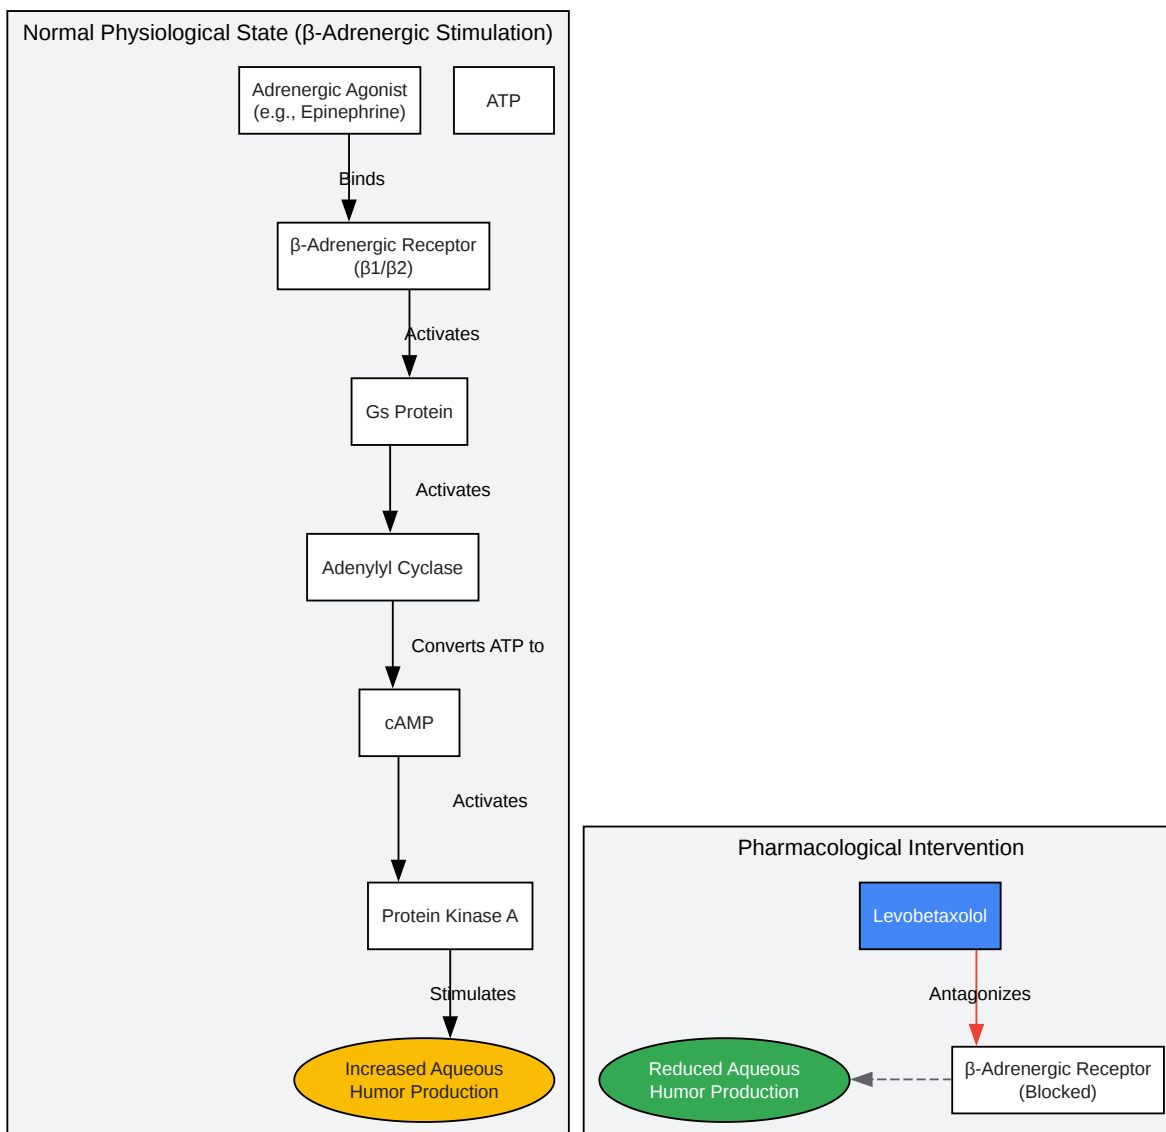 Normal Physiological State (β-Adrenergic Stimulation)
Adrenergic Agonist
(e.g., Epinephrine)
ATP
Binds
β-Adrenergic Receptor
(β1/β2)
Activates
Gs Protein
Activates
Adenylyl Cyclase
Converts ATP to
cAMP
Activates
Protein Kinase A
Stimulates
Increased Aqueous
Humor Production
Pharmacological Intervention
Levobetaxolol
Antagonizes
β-Adrenergic Receptor
(Blocked)
Reduced Aqueous
Humor Production